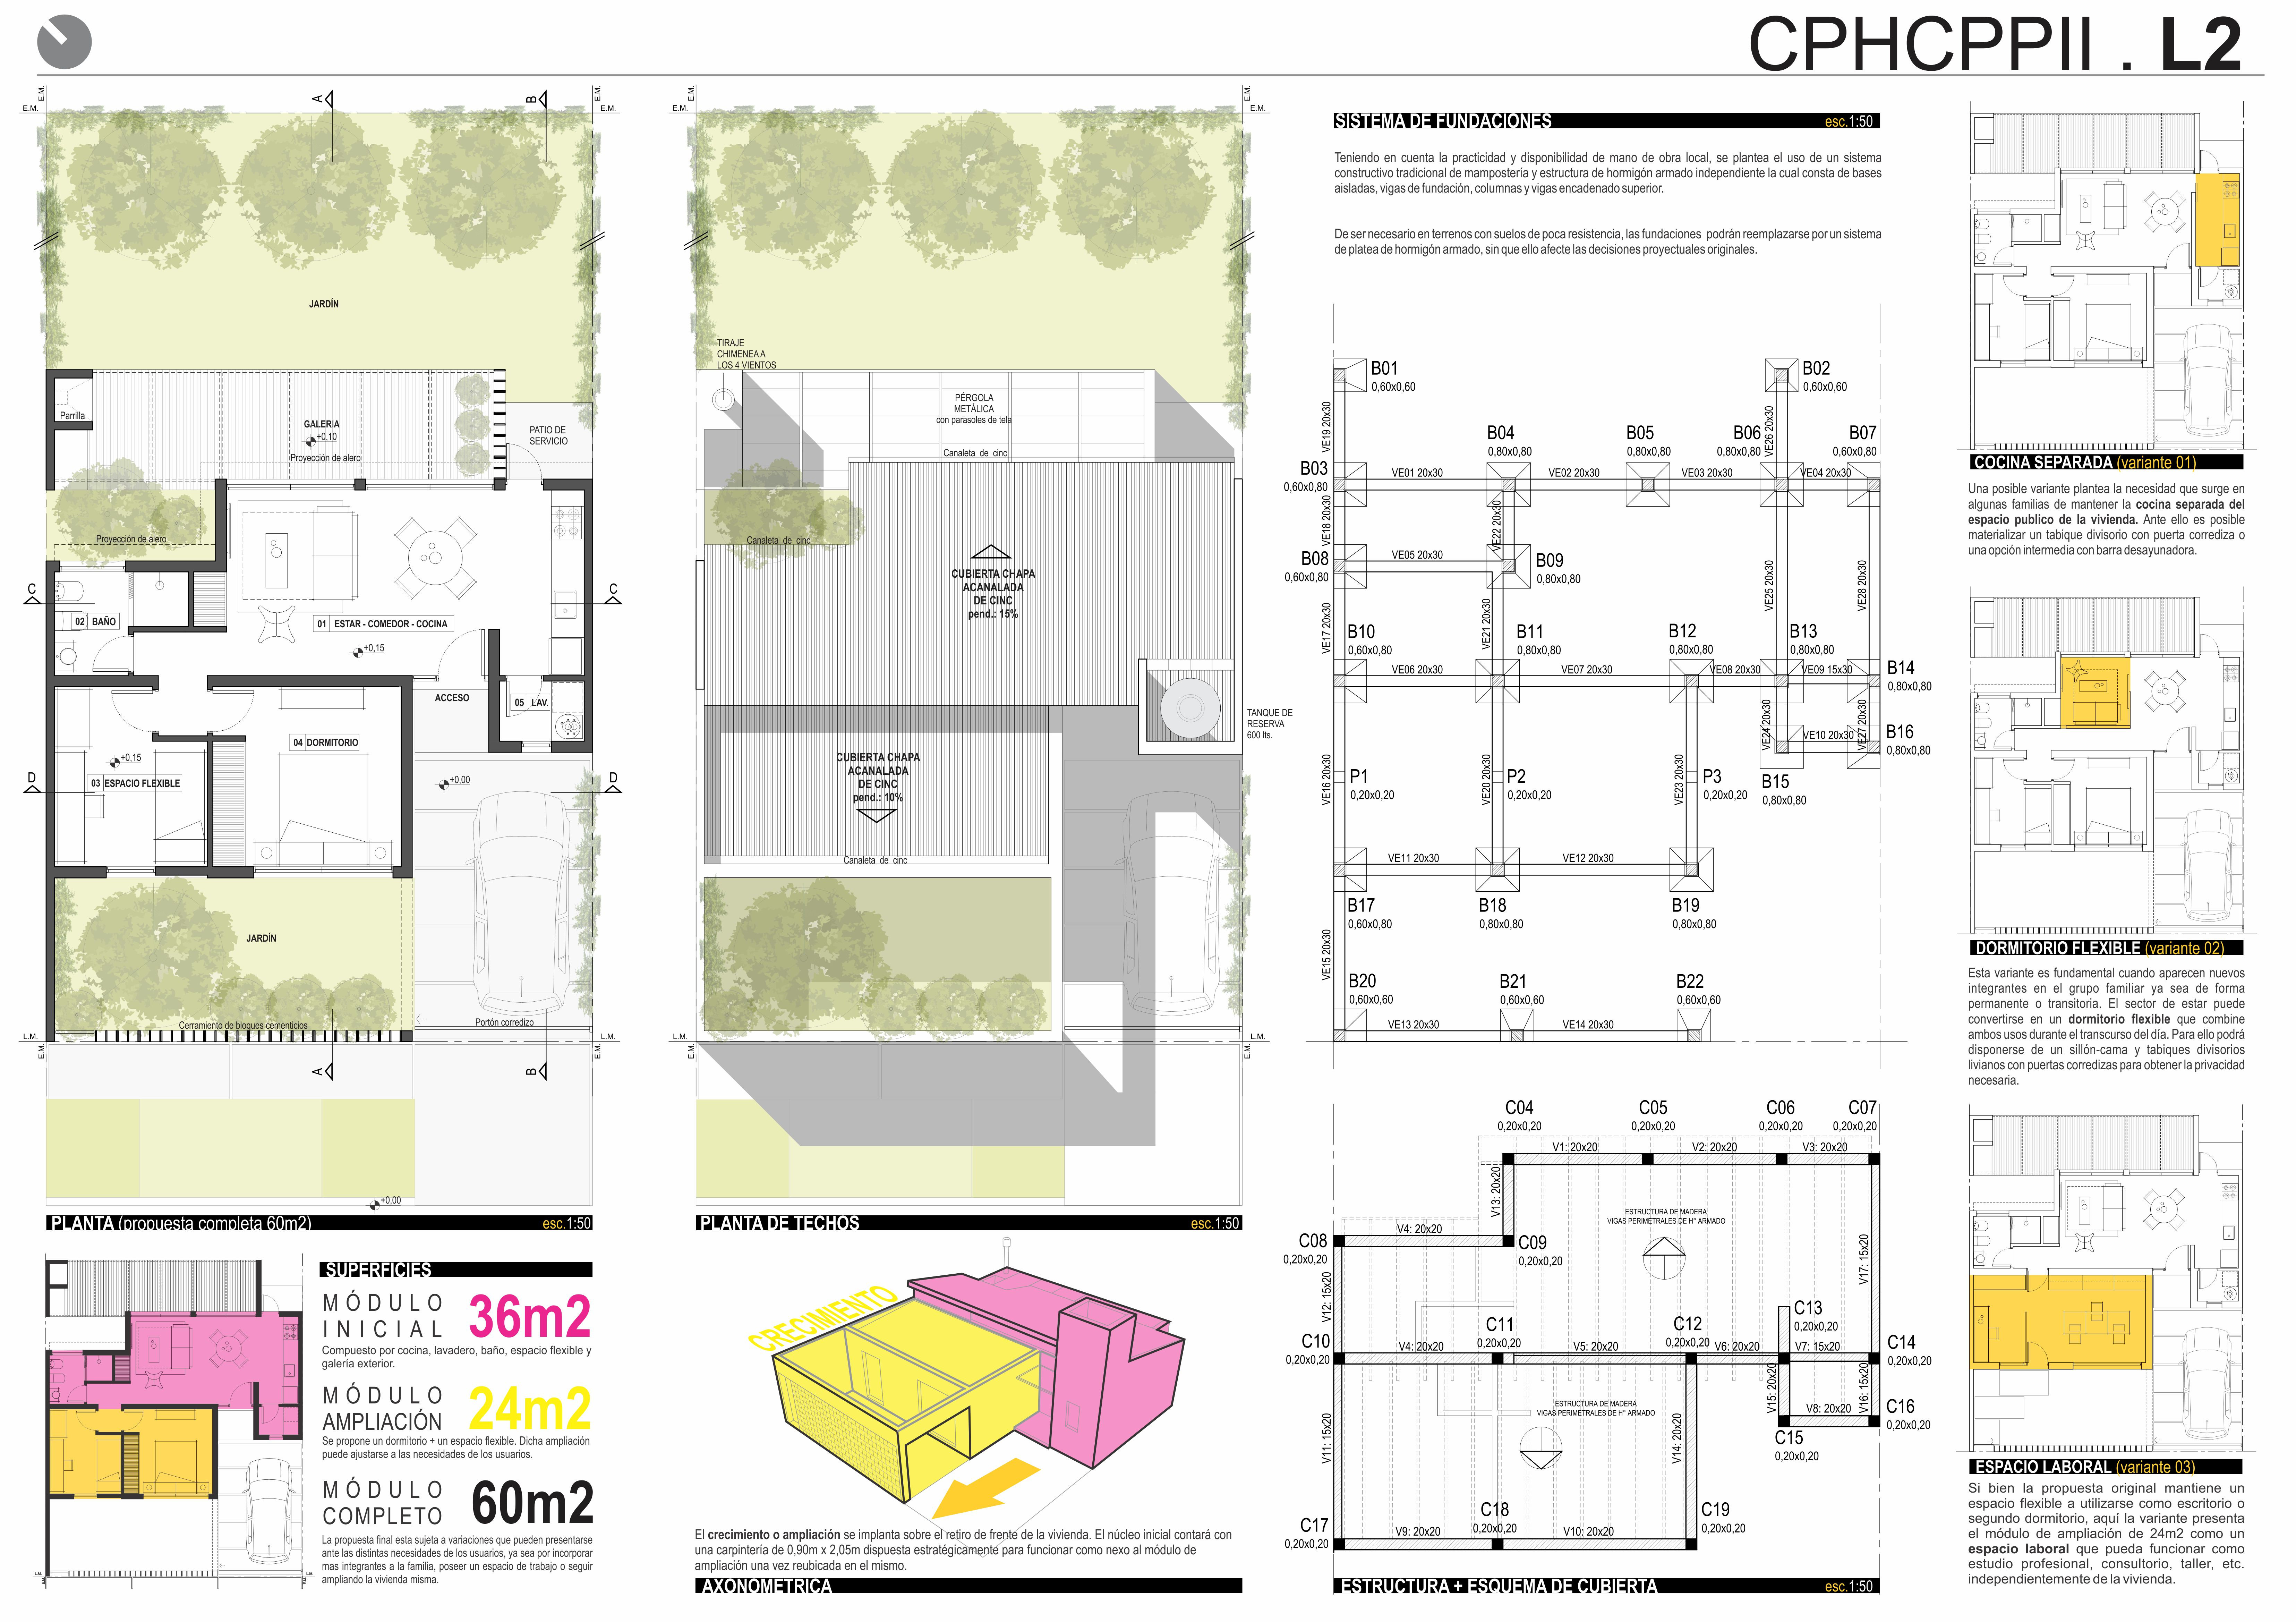 CPHCPPII . L2
E.M.
E.M.
A
B
E.M.
E.M.
JARDÍN
Parrilla
GALERIA
+0,10
Proyección de alero
PATIO DE
SERVICIO
Proyección de alero
C
C
02 BAÑO
01 ESTAR - COMEDOR - COCINA
+0,15
ACCESO
05 LAV.
04 DORMITORIO
+0,15
03 ESPACIO FLEXIBLE
D
D
+0,00
JARDÍN
Cerramiento de bloques cementicios
Portón corredizo
L.M.
L.M.
E.M.
E.M.
A
B
+0,00
PLANTA (propuesta completa 60m2) esc.1:50
E.M.
E.M.
E.M.
E.M.
TIRAJE
CHIMENEA A
LOS 4 VIENTOS
PÉRGOLA
METÁLICA
con parasoles de tela
Canaleta de cinc
Canaleta de cinc
CUBIERTA CHAPA
ACANALADA
DE CINC
pend.: 15%
TANQUE DE
RESERVA
600 lts.
CUBIERTA CHAPA
ACANALADA
DE CINC
pend.: 10%
Canaleta de cinc
L.M.
L.M.
E.M.
E.M.
PLANTA DE TECHOS esc.1:50
L.M.
L.M.
SUPERFICIES
MÓDULO
INICIAL 36m2
Compuesto por cocina, lavadero, baño, espacio flexible y
galería exterior.
MÓDULO
AMPLIACIÓN 24m2
Se propone un dormitorio + un espacio flexible. Dicha ampliación
puede ajustarse a las necesidades de los usuarios.
MÓDULO
COMPLETO 60m2
La propuesta final esta sujeta a variaciones que pueden presentarse
ante las distintas necesidades de los usuarios, ya sea por incorporar
mas integrantes a la familia, poseer un espacio de trabajo o seguir
ampliando la vivienda misma.
CRECIMIENTO
El crecimiento o ampliación se implanta sobre el retiro de frente de la vivienda. El núcleo inicial contará con
una carpintería de 0,90m x 2,05m dispuesta estratégicamente para funcionar como nexo al módulo de
ampliación una vez reubicada en el mismo.
AXONOMETRICA
SISTEMA DE FUNDACIONES esc.1:50
Teniendo en cuenta la practicidad y disponibilidad de mano de obra local, se plantea el uso de un sistema
constructivo tradicional de mampostería y estructura de hormigón armado independiente la cual consta de bases
aisladas, vigas de fundación, columnas y vigas encadenado superior.
De ser necesario en terrenos con suelos de poca resistencia, las fundaciones podrán reemplazarse por un sistema
de platea de hormigón armado, sin que ello afecte las decisiones proyectuales originales.
B01
0,60x0,60
B02
0,60x0,60
VE19 20x30
VE26 20x30
B03
0,60x0,80
B04
0,80x0,80
B05
0,80x0,80
B06
0,80x0,80
B07
0,60x0,80
VE01 20x30
VE02 20x30
VE03 20x30
VE04 20x30
VE18 20x30
VE22 20x30
B08
0,60x0,80
VE05 20x30
B09
0,80x0,80
VE25 20x30
VE28 20x30
VE17 20x30
VE21 20x30
B10
0,60x0,80
B11
0,80x0,80
B12
0,80x0,80
B13
0,80x0,80
B14
0,80x0,80
VE06 20x30
VE07 20x30
VE08 20x30
VE09 15x30
VE24 20x30
VE27 20x30
VE10 20x30
B16
0,80x0,80
B15
0,80x0,80
VE16 20x30
P1
0,20x0,20
VE20 20x30
P2
0,20x0,20
VE23 20x30
P3
0,20x0,20
VE11 20x30
VE12 20x30
B17
0,60x0,80
B18
0,80x0,80
B19
0,80x0,80
VE15 20x30
B20
0,60x0,60
B21
0,60x0,60
B22
0,60x0,60
VE13 20x30
VE14 20x30
C04
0,20x0,20
C05
0,20x0,20
C06
0,20x0,20
C07
0,20x0,20
V1: 20x20
V2: 20x20
V3: 20x20
V13: 20x20
ESTRUCTURA DE MADERA
VIGAS PERIMETRALES DE Hº ARMADO
C08
0,20x0,20
V4: 20x20
C09
0,20x0,20
V12: 15x20
V17: 15x20
C10
0,20x0,20
V4: 20x20
C11
0,20x0,20
V5: 20x20
C12
0,20x0,20
V6: 20x20
C13
0,20x0,20
V7: 15x20
C14
0,20x0,20
V15: 20x20
V16: 15x20
V8: 20x20
C16
0,20x0,20
C15
0,20x0,20
ESTRUCTURA DE MADERA
VIGAS PERIMETRALES DE Hº ARMADO
V11: 15x20
V14: 20x20
C17
0,20x0,20
V9: 20x20
C18
0,20x0,20
V10: 20x20
C19
0,20x0,20
ESTRUCTURA + ESQUEMA DE CUBIERTA esc.1:50
COCINA SEPARADA (variante 01)
Una posible variante plantea la necesidad que surge en
algunas familias de mantener la cocina separada del
espacio publico de la vivienda. Ante ello es posible
materializar un tabique divisorio con puerta corrediza o
una opción intermedia con barra desayunadora.
DORMITORIO FLEXIBLE (variante 02)
Esta variante es fundamental cuando aparecen nuevos
integrantes en el grupo familiar ya sea de forma
permanente o transitoria. El sector de estar puede
convertirse en un dormitorio flexible que combine
ambos usos durante el transcurso del día. Para ello podrá
disponerse de un sillón-cama y tabiques divisorios
livianos con puertas corredizas para obtener la privacidad
necesaria.
ESPACIO LABORAL (variante 03)
Si bien la propuesta original mantiene un
espacio flexible a utilizarse como escritorio o
segundo dormitorio, aquí la variante presenta
el módulo de ampliación de 24m2 como un
espacio laboral que pueda funcionar como
estudio profesional, consultorio, taller, etc.
independientemente de la vivienda.